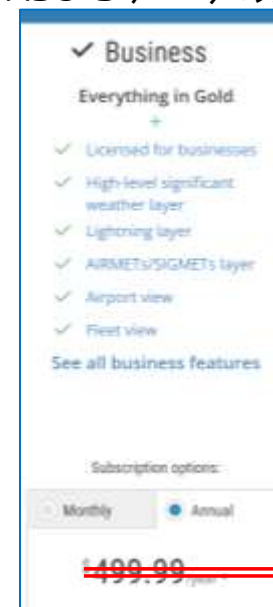 Business
Everything in Gold
+
Licensed for businesses
High-level significant
weather layer
Lightning layer
AIRMETs/SIGMETs layer
Airport view
Fleet view
See all business features
Subscription options:
Monthly Annual
$499.99/year